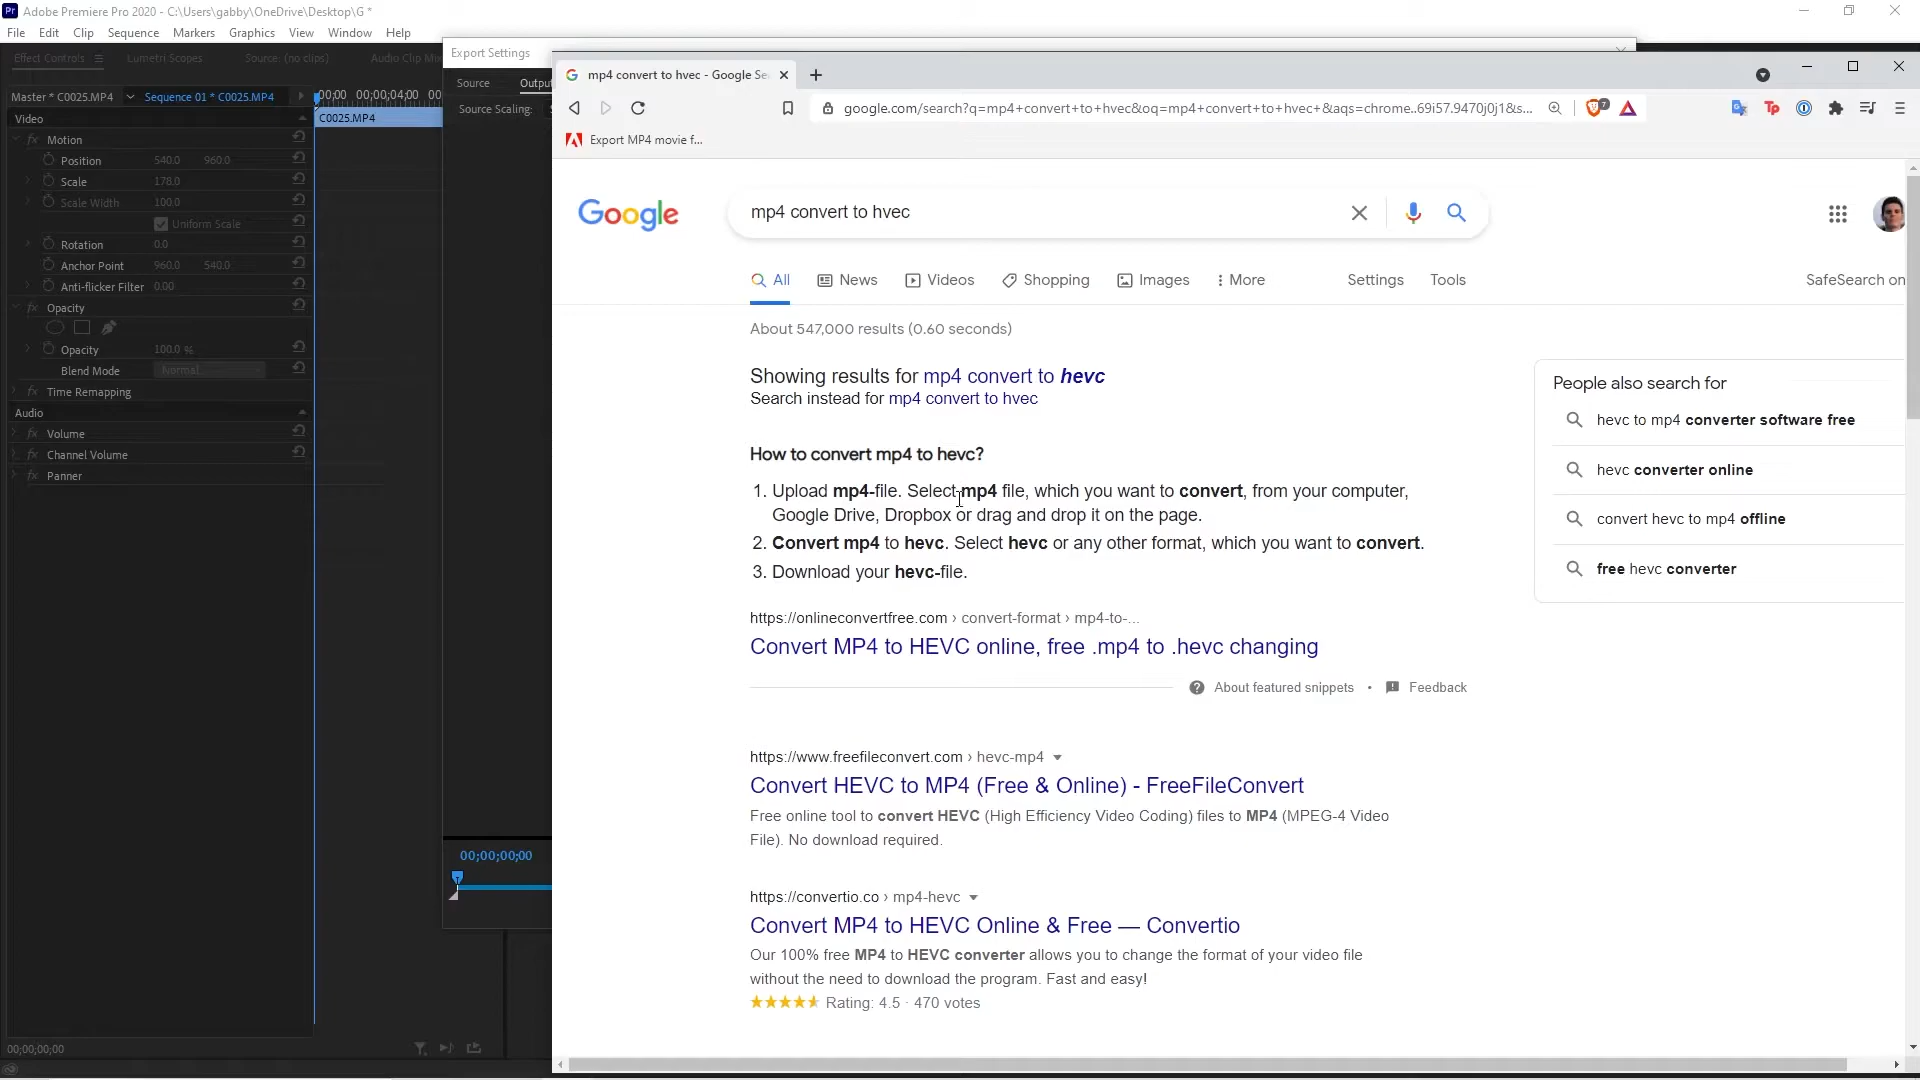 Adobe Premiere Pro 2020 - C:\Users\gabby\OneDrive\Desktop\G *
File Edit Clip Sequence Markers Graphics View Window Help
Effect Controls
Lumetri Scopes
Source: (no clips)
Audio Clip Mix
Master * C0025.MP4
Sequence 01 * C0025.MP4
00;00
00;00;04;00
00
C0025.MP4
Video
fx Motion
Position 540.0 960.0
Scale 178.0
Scale Width 100.0
Uniform Scale
Rotation 0.0
Anchor Point 960.0 540.0
Anti-flicker Filter 0.00
fx Opacity
Opacity 100.0 %
Blend Mode Normal
fx Time Remapping
Audio
fx Volume
fx Channel Volume
fx Panner
00;00;00;00
Export Settings
Source Outpu
Source Scaling:
00;00;00;00
mp4 convert to hvec - Google Se
google.com/search?q=mp4+convert+to+hvec&oq=mp4+convert+to+hvec+&aqs=chrome..69i57.9470j0j1&s...
7
Tp
Export MP4 movie f...
Google
mp4 convert to hvec
All News Videos Shopping Images More Settings Tools SafeSearch on
About 547,000 results (0.60 seconds)
Showing results for mp4 convert to hevc
Search instead for mp4 convert to hvec
How to convert mp4 to hevc?
1. Upload mp4-file. Select mp4 file, which you want to convert, from your computer,
Google Drive, Dropbox or drag and drop it on the page.
2. Convert mp4 to hevc. Select hevc or any other format, which you want to convert.
3. Download your hevc-file.
https://onlineconvertfree.com › convert-format › mp4-to-...
Convert MP4 to HEVC online, free .mp4 to .hevc changing
About featured snippets • Feedback
https://www.freefileconvert.com › hevc-mp4
Convert HEVC to MP4 (Free & Online) - FreeFileConvert
Free online tool to convert HEVC (High Efficiency Video Coding) files to MP4 (MPEG-4 Video
File). No download required.
https://convertio.co › mp4-hevc
Convert MP4 to HEVC Online & Free — Convertio
Our 100% free MP4 to HEVC converter allows you to change the format of your video file
without the need to download the program. Fast and easy!
Rating: 4.5 · 470 votes
People also search for
hevc to mp4 converter software free
hevc converter online
convert hevc to mp4 offline
free hevc converter